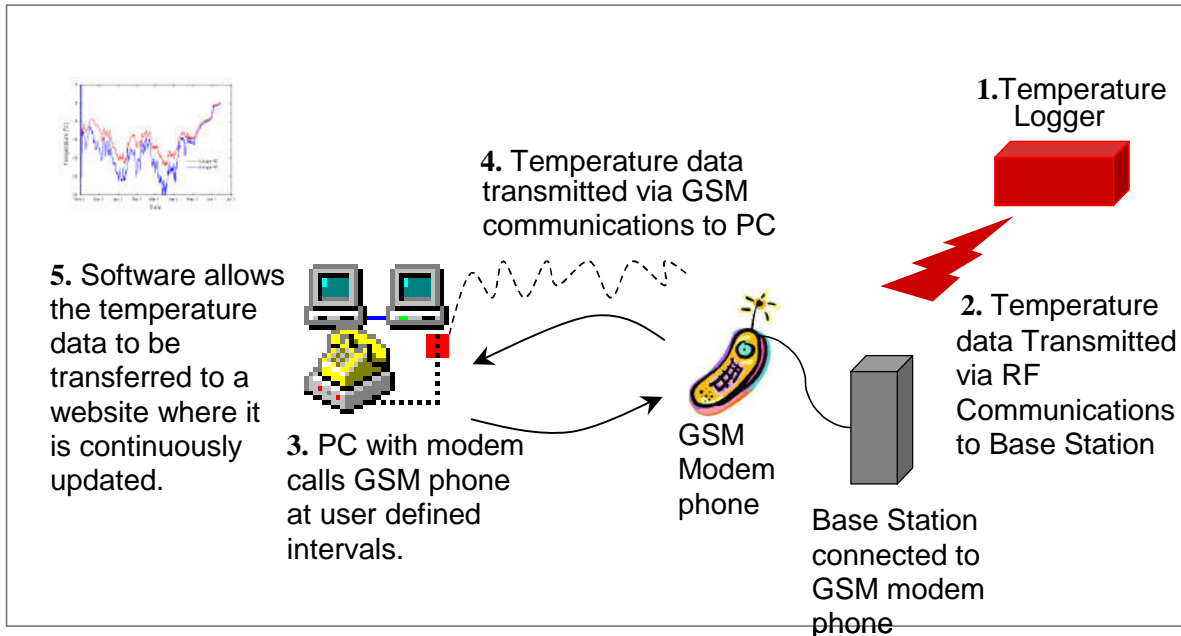 1.Temperature
Logger
4. Temperature data
transmitted via GSM
communications to PC
5. Software allows
the temperature
data to be
transferred to a
website where it
is continuously
updated.
2. Temperature
data Transmitted
via RF
Communications
to Base Station
3. PC with modem
calls GSM phone
at user defined
intervals.
GSM
Modem
phone
Base Station
connected to
GSM modem
phone